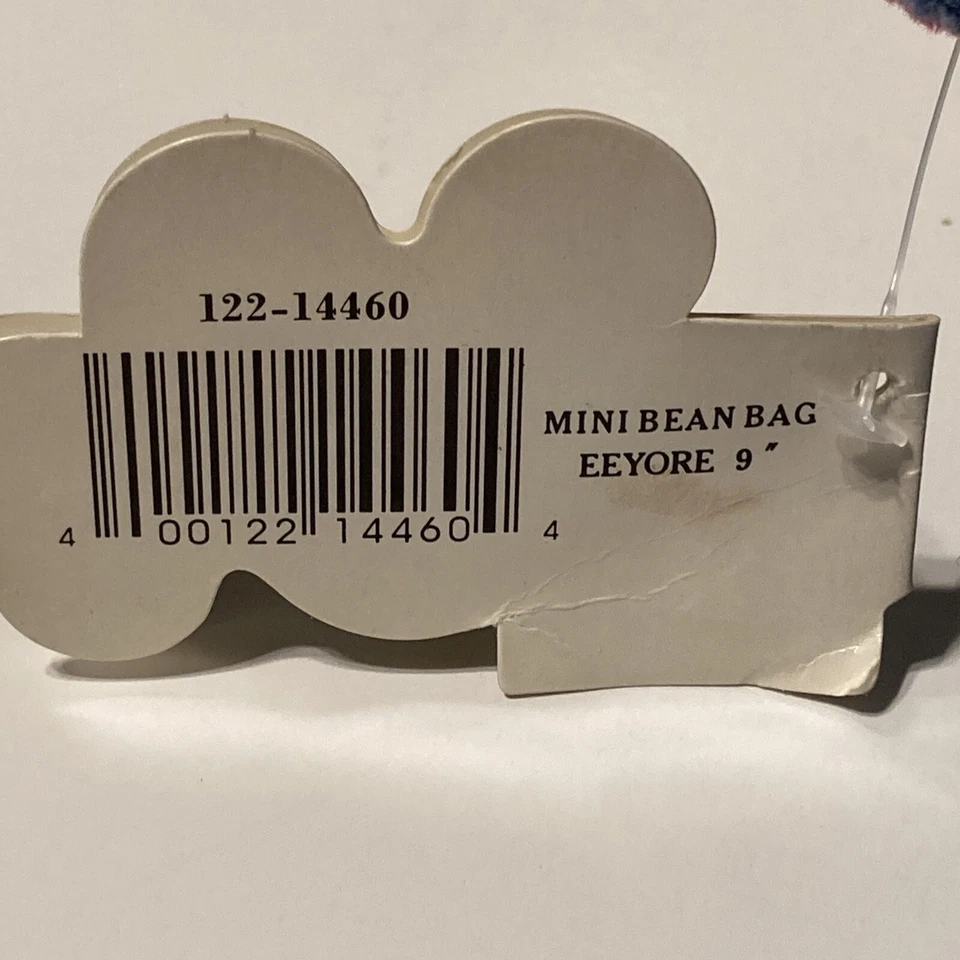 122-14460
MINI BEAN BAG
EEYORE 9"
4 00122 14460 4